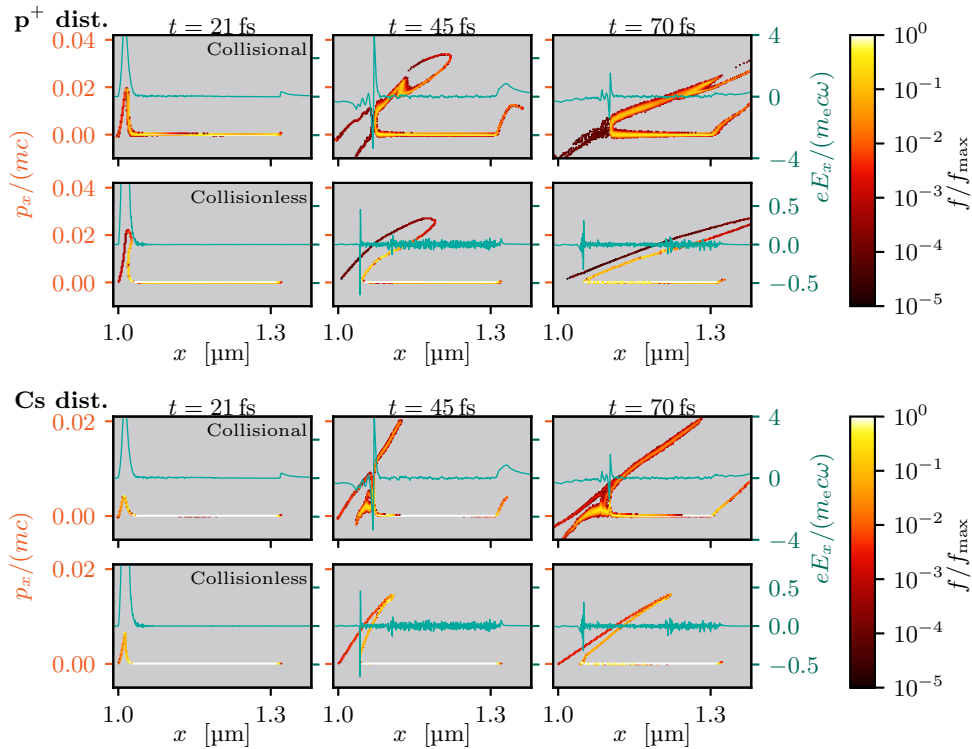 p⁺ dist.
t = 21 fs
t = 45 fs
t = 70 fs
Collisional
0.04
0.02
0.00
4
0
−4
Collisionless
0.04
0.02
0.00
0.5
0.0
−0.5
p_x/(mc)
eE_x/(m_e cω)
1.0
1.3
1.0
1.3
1.0
1.3
x [µm]
x [µm]
x [µm]
10⁰
10⁻¹
10⁻²
10⁻³
10⁻⁴
10⁻⁵
f/f_max
Cs dist.
t = 21 fs
t = 45 fs
t = 70 fs
Collisional
0.02
0.00
4
0
−4
Collisionless
0.02
0.00
0.5
0.0
−0.5
p_x/(mc)
eE_x/(m_e cω)
1.0
1.3
1.0
1.3
1.0
1.3
x [µm]
x [µm]
x [µm]
10⁰
10⁻¹
10⁻²
10⁻³
10⁻⁴
10⁻⁵
f/f_max